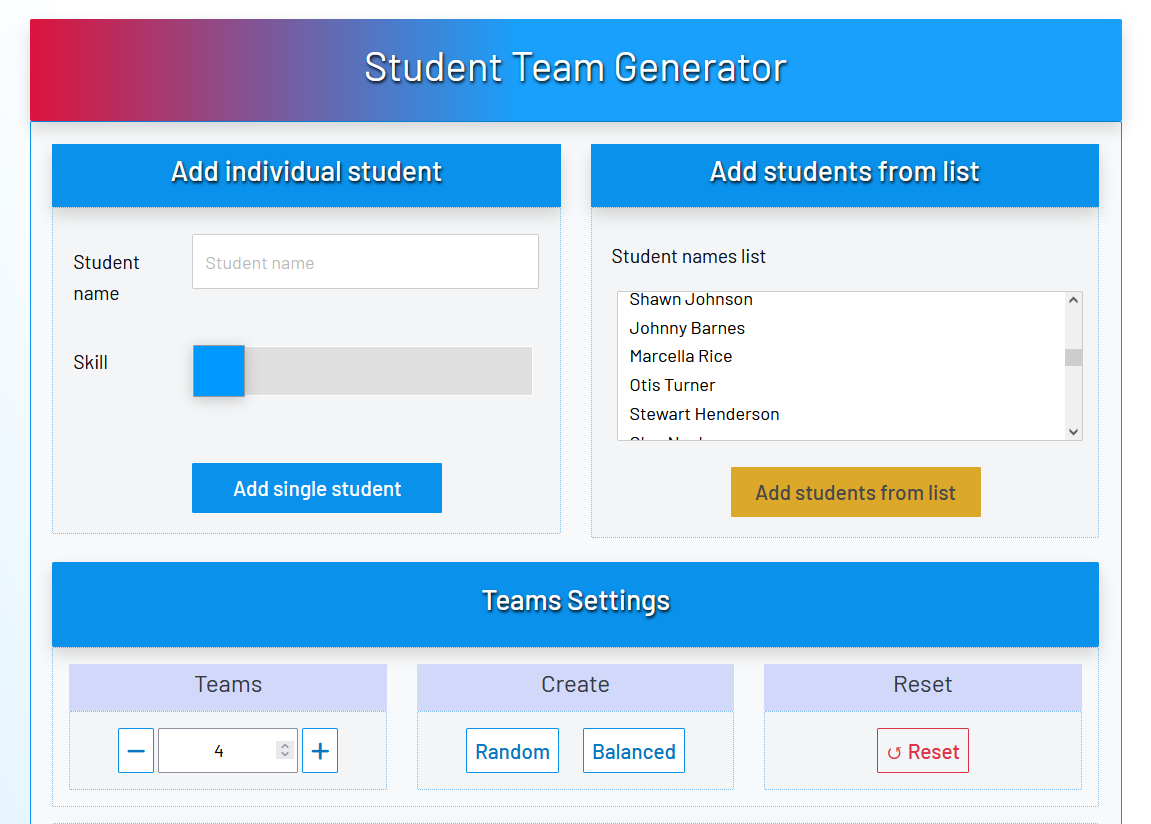 Student Team Generator
Add individual student
Student
name
Student name
Skill
Add single student
Add students from list
Student names list
Shawn Johnson
Johnny Barnes
Marcella Rice
Otis Turner
Stewart Henderson
Add students from list
Teams Settings
Teams
4
Create
Random Balanced
Reset
Reset